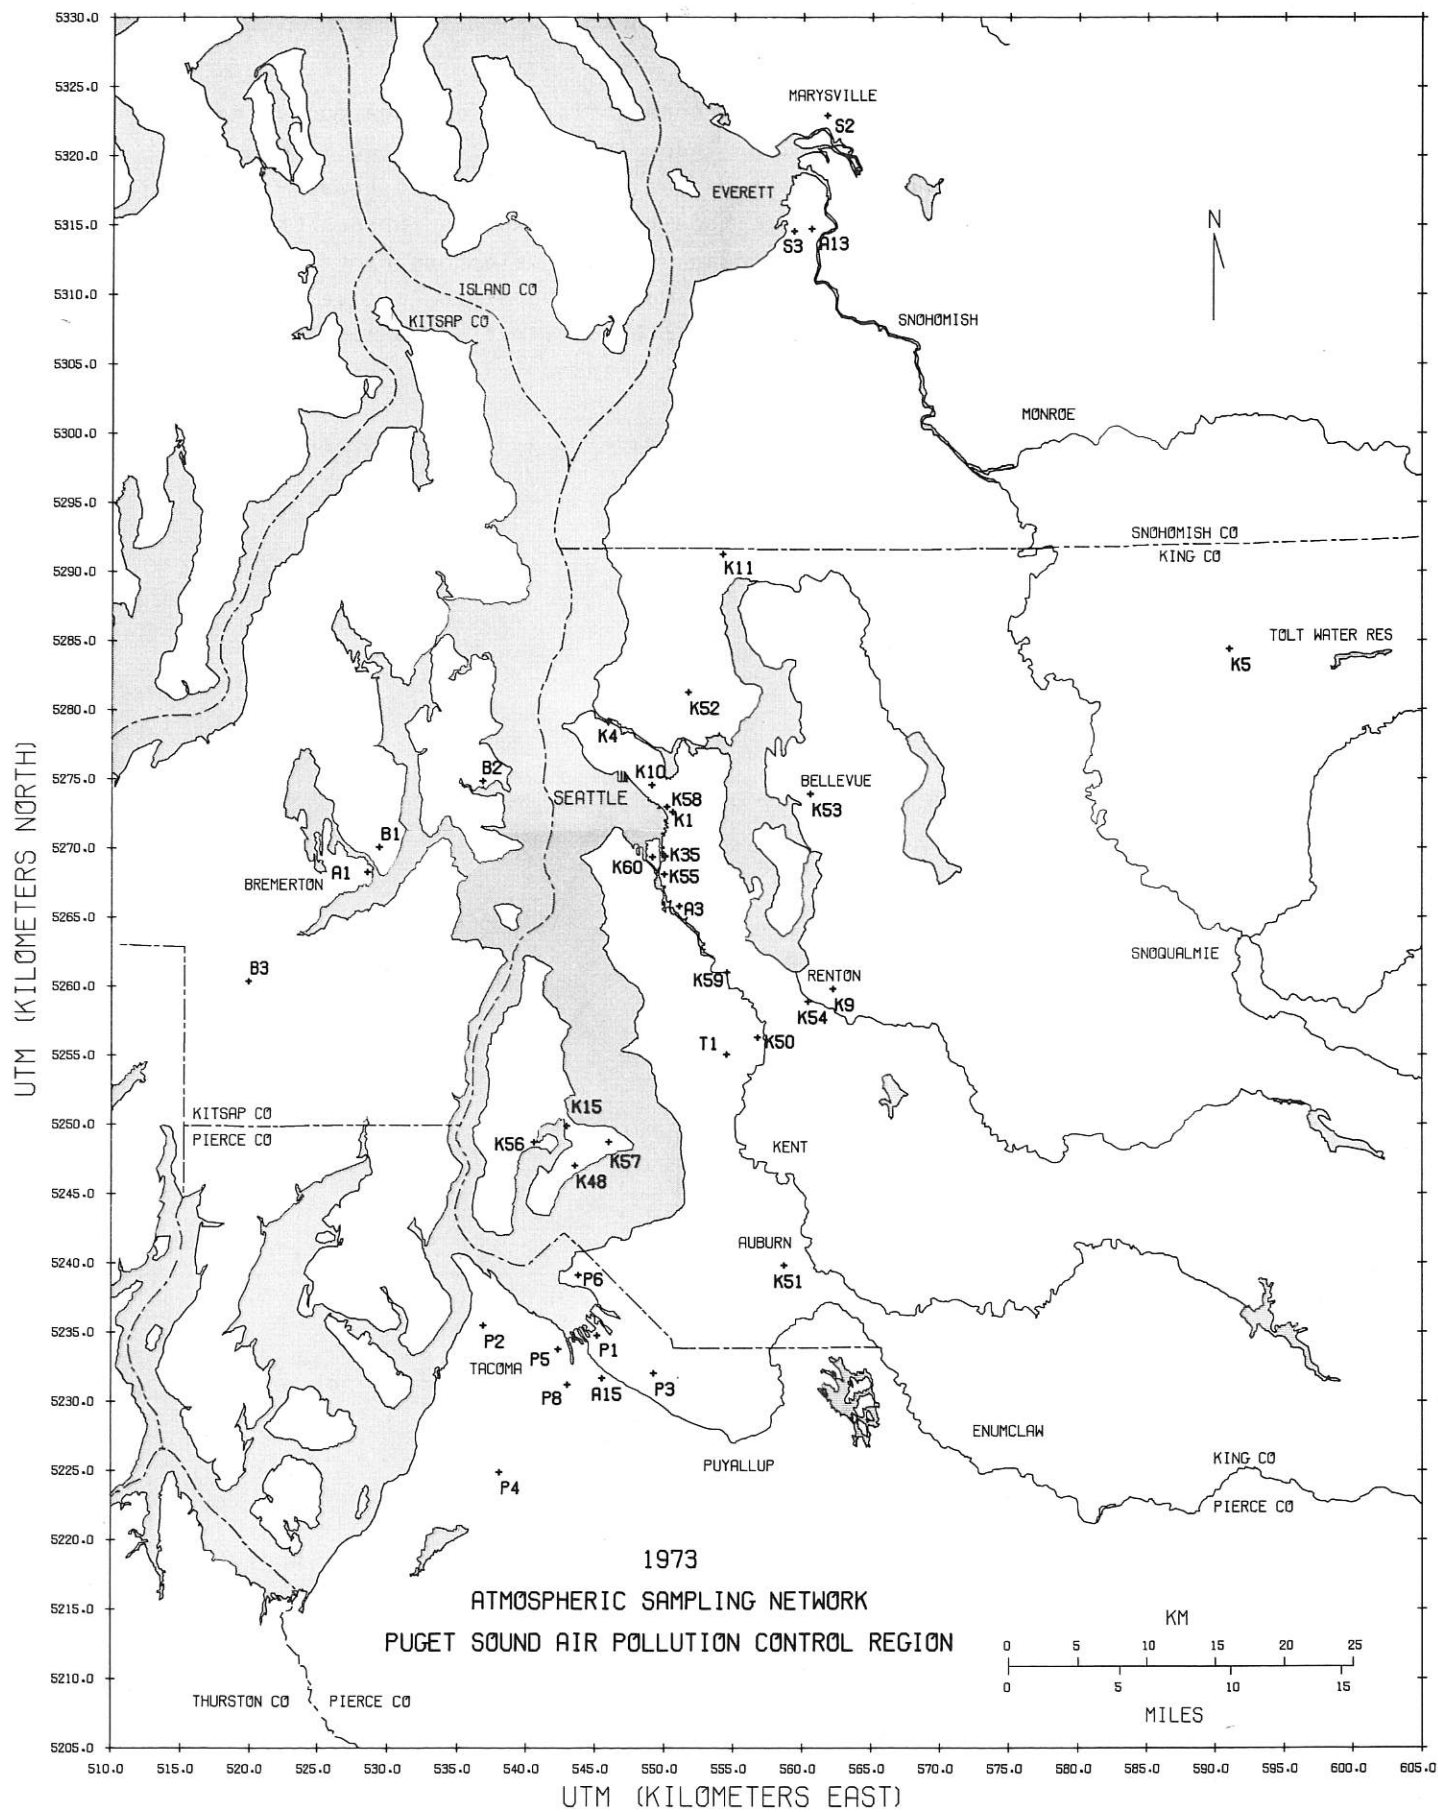 5330.0
5325.0
MARYSVILLE
S2
5320.0
EVERETT
N
5315.0
S3
A13
5310.0
ISLAND CO
KITSAP CO
SNOHOMISH
5305.0
MONROE
5300.0
5295.0
SNOHOMISH CO
KING CO
K11
5290.0
5285.0
TOLT WATER RES
K5
5280.0
K52
K4
5275.0
B2
K10
BELLEVUE
SEATTLE
K58
K53
K1
B1
5270.0
K35
K60
K55
A1
BREMERTON
A3
5265.0
SNOQUALMIE
B3
K59
RENTON
5260.0
K9
K54
T1
K50
5255.0
K15
KITSAP CO
5250.0
PIERCE CO
K56
KENT
K57
K48
5245.0
AUBURN
5240.0
P6
K51
5235.0
P2
P1
P5
TACOMA
P3
P8
A15
5230.0
ENUMCLAW
PUYALLUP
KING CO
5225.0
P4
PIERCE CO
5220.0
1973
ATMOSPHERIC SAMPLING NETWORK
5215.0
KM
PUGET SOUND AIR POLLUTION CONTROL REGION
0 5 10 15 20 25
5210.0
0 5 10 15
THURSTON CO PIERCE CO
MILES
5205.0
510.0 515.0 520.0 525.0 530.0 535.0 540.0 545.0 550.0 555.0 560.0 565.0 570.0 575.0 580.0 585.0 590.0 595.0 600.0 605.0
UTM (KILOMETERS EAST)
UTM (KILOMETERS NORTH)